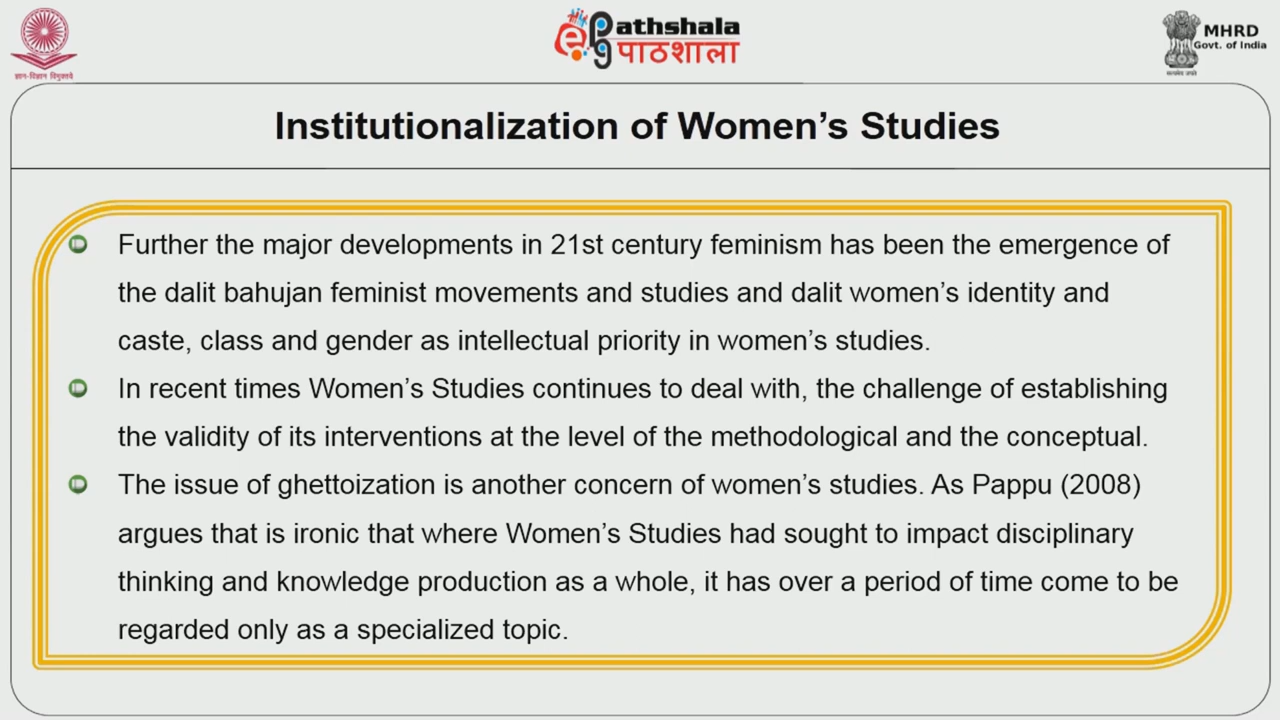 ज्ञान-विज्ञान विमुक्तये
ePathshala
पाठशाला
MHRD
Govt. of India
सत्यमेव जयते
Institutionalization of Women’s Studies
Further the major developments in 21st century feminism has been the emergence of
the dalit bahujan feminist movements and studies and dalit women’s identity and
caste, class and gender as intellectual priority in women’s studies.
In recent times Women’s Studies continues to deal with, the challenge of establishing
the validity of its interventions at the level of the methodological and the conceptual.
The issue of ghettoization is another concern of women’s studies. As Pappu (2008)
argues that is ironic that where Women’s Studies had sought to impact disciplinary
thinking and knowledge production as a whole, it has over a period of time come to be
regarded only as a specialized topic.